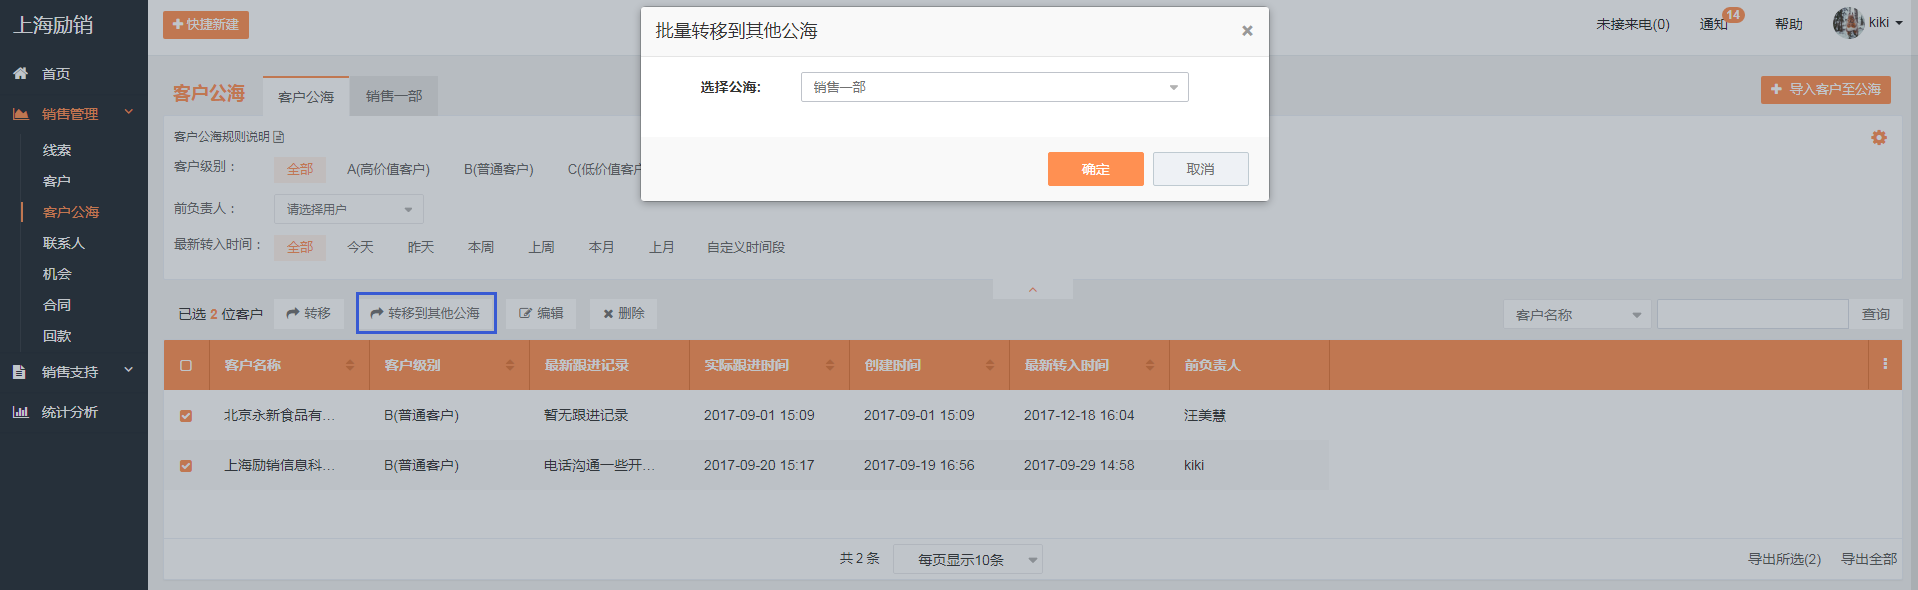 上海励销
首页
销售管理
线索
客户
客户公海
联系人
机会
合同
回款
销售支持
统计分析
快捷新建
未接来电(0)
通知
14
帮助
kiki
批量转移到其他公海
×
选择公海:
销售一部
确定
取消
客户公海
客户公海
销售一部
导入客户至公海
客户公海规则说明
客户级别：
全部
A(高价值客户)
B(普通客户)
C(低价值客户
前负责人：
请选择用户
最新转入时间：
全部
今天
昨天
本周
上周
本月
上月
自定义时间段
已选 2 位客户
转移
转移到其他公海
编辑
删除
客户名称
查询
客户名称
客户级别
最新跟进记录
实际跟进时间
创建时间
最新转入时间
前负责人
北京永新食品有...
B(普通客户)
暂无跟进记录
2017-09-01 15:09
2017-09-01 15:09
2017-12-18 16:04
汪美慧
上海励销信息科...
B(普通客户)
电话沟通一些开...
2017-09-20 15:17
2017-09-19 16:56
2017-09-29 14:58
kiki
共 2 条
每页显示10条
导出所选(2)
导出全部